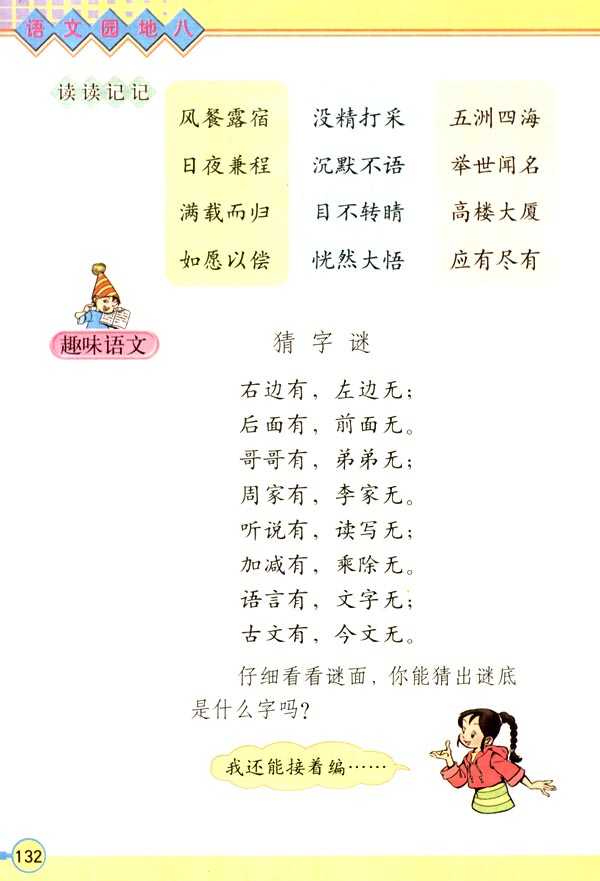 语文园地八
读读记记
风餐露宿 没精打采 五洲四海
日夜兼程 沉默不语 举世闻名
满载而归 目不转睛 高楼大厦
如愿以偿 恍然大悟 应有尽有
趣味语文
猜字谜
右边有，左边无；
后面有，前面无。
哥哥有，弟弟无；
周家有，李家无。
听说有，读写无；
加减有，乘除无。
语言有，文字无；
古文有，今文无。
仔细看看谜面，你能猜出谜底
是什么字吗？
我还能接着编……
132